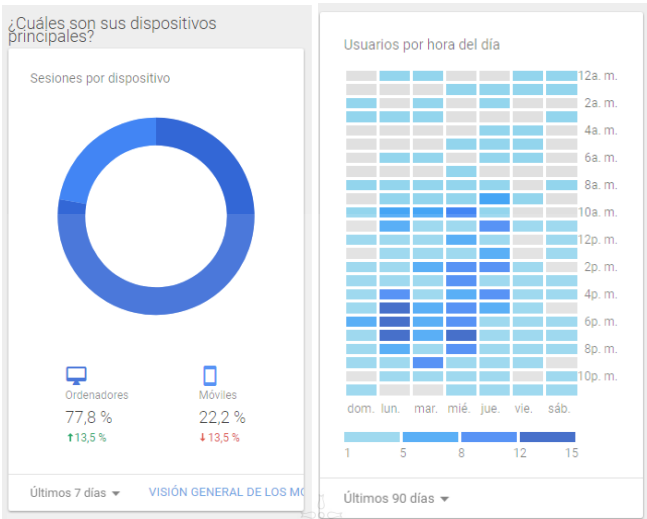 ¿Cuáles son sus dispositivos
principales?
Sesiones por dispositivo
Ordenadores
Móviles
77,8 %
22,2 %
↑13,5 %
↓13,5 %
Últimos 7 días
VISIÓN GENERAL DE LOS MO
Usuarios por hora del día
12a. m.
2a. m.
4a. m.
6a. m.
8a. m.
10a. m.
12p. m.
2p. m.
4p. m.
6p. m.
8p. m.
10p. m.
dom. lun. mar. mié. jue. vie. sáb.
1 5 8 12 15
Últimos 90 días